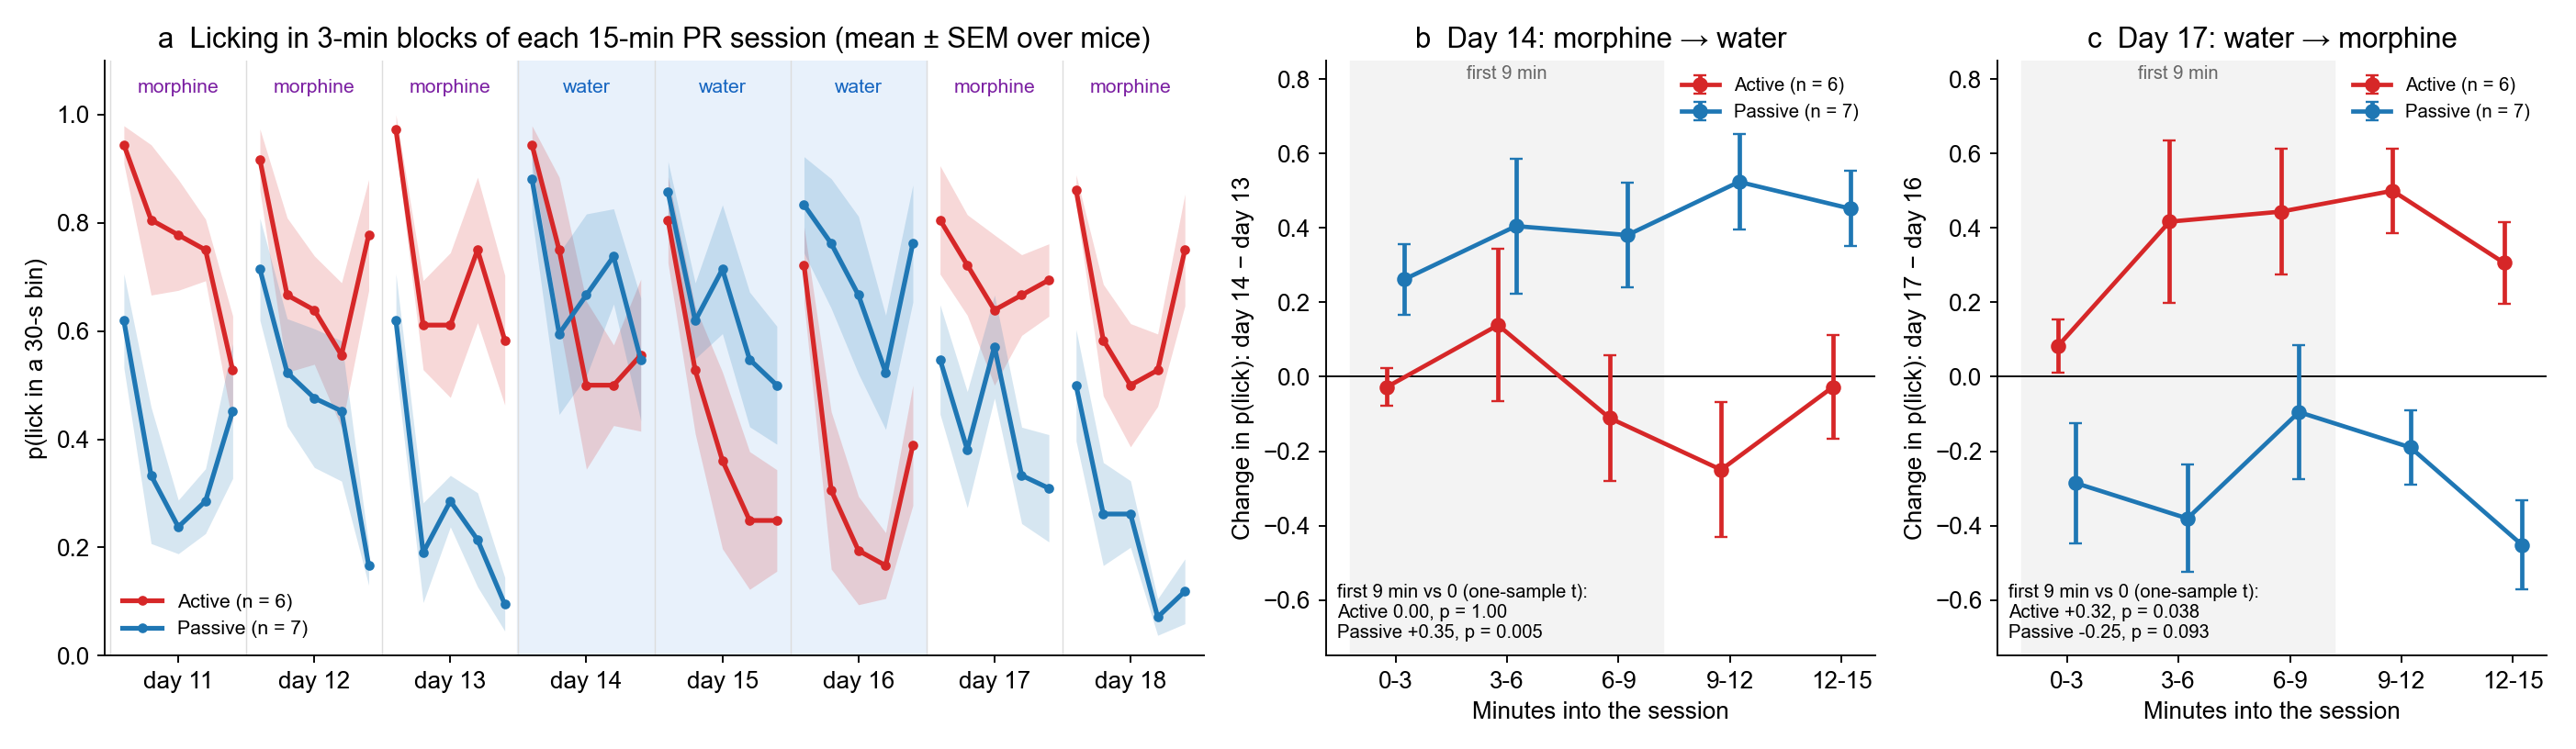 a Licking in 3-min blocks of each 15-min PR session (mean ± SEM over mice)
morphine
morphine
morphine
water
water
water
morphine
morphine
p(lick in a 30-s bin)
1.0
0.8
0.6
0.4
0.2
0.0
Active (n = 6)
Passive (n = 7)
day 11
day 12
day 13
day 14
day 15
day 16
day 17
day 18
b Day 14: morphine → water
first 9 min
Active (n = 6)
Passive (n = 7)
Change in p(lick): day 14 − day 13
0.8
0.6
0.4
0.2
0.0
−0.2
−0.4
−0.6
first 9 min vs 0 (one-sample t):
Active 0.00, p = 1.00
Passive +0.35, p = 0.005
0-3
3-6
6-9
9-12
12-15
Minutes into the session
c Day 17: water → morphine
first 9 min
Active (n = 6)
Passive (n = 7)
Change in p(lick): day 17 − day 16
0.8
0.6
0.4
0.2
0.0
−0.2
−0.4
−0.6
first 9 min vs 0 (one-sample t):
Active +0.32, p = 0.038
Passive -0.25, p = 0.093
0-3
3-6
6-9
9-12
12-15
Minutes into the session